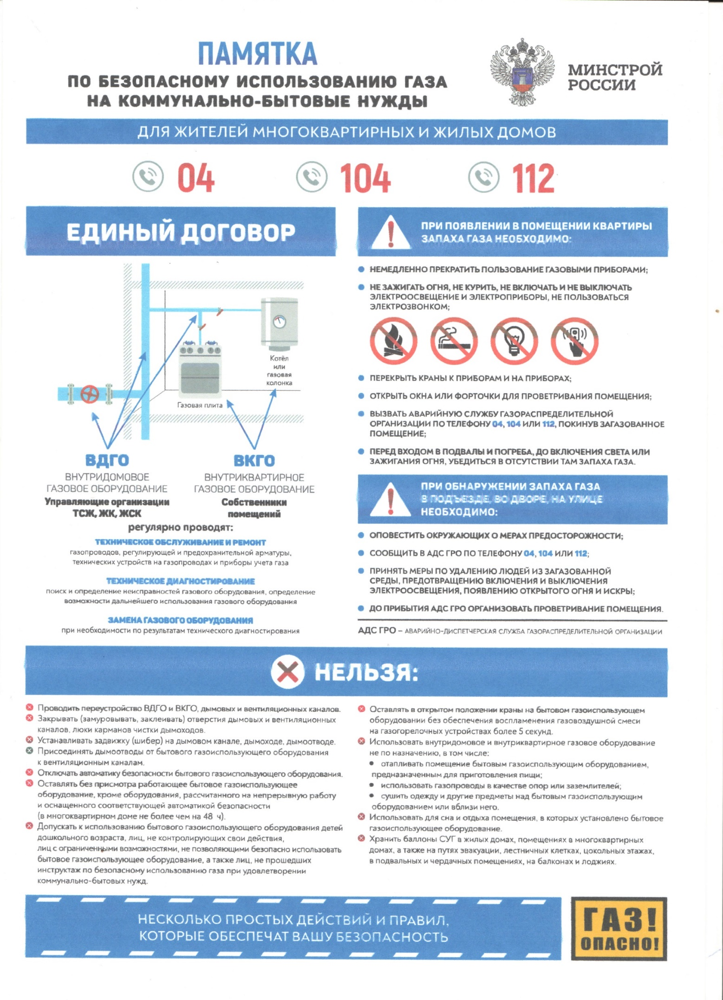 ПАМЯТКА
ПО БЕЗОПАСНОМУ ИСПОЛЬЗОВАНИЮ ГАЗА
НА КОММУНАЛЬНО-БЫТОВЫЕ НУЖДЫ
МИНСТРОЙ
РОССИИ
ДЛЯ ЖИТЕЛЕЙ МНОГОКВАРТИРНЫХ И ЖИЛЫХ ДОМОВ
04
104
112
ЕДИНЫЙ ДОГОВОР
Котёл
или
газовая
колонка
Газовая плита
ВДГО
ВНУТРИДОМОВОЕ
ГАЗОВОЕ ОБОРУДОВАНИЕ
Управляющие организации
ТСЖ, ЖК, ЖСК
ВКГО
ВНУТРИКВАРТИРНОЕ
ГАЗОВОЕ ОБОРУДОВАНИЕ
Собственники
помещений
регулярно проводят:
ТЕХНИЧЕСКОЕ ОБСЛУЖИВАНИЕ И РЕМОНТ
газопроводов, регулирующей и предохранительной арматуры,
технических устройств на газопроводах и приборы учета газа
ТЕХНИЧЕСКОЕ ДИАГНОСТИРОВАНИЕ
поиск и определение неисправностей газового оборудования, определение
возможности дальнейшего использования газового оборудования
ЗАМЕНА ГАЗОВОГО ОБОРУДОВАНИЯ
при необходимости по результатам технического диагностирования
ПРИ ПОЯВЛЕНИИ В ПОМЕЩЕНИИ КВАРТИРЫ
ЗАПАХА ГАЗА НЕОБХОДИМО:
● НЕМЕДЛЕННО ПРЕКРАТИТЬ ПОЛЬЗОВАНИЕ ГАЗОВЫМИ ПРИБОРАМИ;
● НЕ ЗАЖИГАТЬ ОГНЯ, НЕ КУРИТЬ, НЕ ВКЛЮЧАТЬ И НЕ ВЫКЛЮЧАТЬ
ЭЛЕКТРООСВЕЩЕНИЕ И ЭЛЕКТРОПРИБОРЫ, НЕ ПОЛЬЗОВАТЬСЯ
ЭЛЕКТРОЗВОНКОМ;
● ПЕРЕКРЫТЬ КРАНЫ К ПРИБОРАМ И НА ПРИБОРАХ;
● ОТКРЫТЬ ОКНА ИЛИ ФОРТОЧКИ ДЛЯ ПРОВЕТРИВАНИЯ ПОМЕЩЕНИЯ;
● ВЫЗВАТЬ АВАРИЙНУЮ СЛУЖБУ ГАЗОРАСПРЕДЕЛИТЕЛЬНОЙ
ОРГАНИЗАЦИИ ПО ТЕЛЕФОНУ 04, 104 ИЛИ 112, ПОКИНУВ ЗАГАЗОВАННОЕ
ПОМЕЩЕНИЕ;
● ПЕРЕД ВХОДОМ В ПОДВАЛЫ И ПОГРЕБА, ДО ВКЛЮЧЕНИЯ СВЕТА ИЛИ
ЗАЖИГАНИЯ ОГНЯ, УБЕДИТЬСЯ В ОТСУТСТВИИ ТАМ ЗАПАХА ГАЗА.
ПРИ ОБНАРУЖЕНИИ ЗАПАХА ГАЗА
В ПОДЪЕЗДЕ, ВО ДВОРЕ, НА УЛИЦЕ
НЕОБХОДИМО:
● ОПОВЕСТИТЬ ОКРУЖАЮЩИХ О МЕРАХ ПРЕДОСТОРОЖНОСТИ;
● СООБЩИТЬ В АДС ГРО ПО ТЕЛЕФОНУ 04, 104 ИЛИ 112;
● ПРИНЯТЬ МЕРЫ ПО УДАЛЕНИЮ ЛЮДЕЙ ИЗ ЗАГАЗОВАННОЙ
СРЕДЫ, ПРЕДОТВРАЩЕНИЮ ВКЛЮЧЕНИЯ И ВЫКЛЮЧЕНИЯ
ЭЛЕКТРООСВЕЩЕНИЯ, ПОЯВЛЕНИЮ ОТКРЫТОГО ОГНЯ И ИСКРЫ;
● ДО ПРИБЫТИЯ АДС ГРО ОРГАНИЗОВАТЬ ПРОВЕТРИВАНИЕ ПОМЕЩЕНИЯ.
АДС ГРО – АВАРИЙНО-ДИСПЕТЧЕРСКАЯ СЛУЖБА ГАЗОРАСПРЕДЕЛИТЕЛЬНОЙ ОРГАНИЗАЦИИ
НЕЛЬЗЯ:
Проводить переустройство ВДГО и ВКГО, дымовых и вентиляционных каналов.
Закрывать (замуровывать, заклеивать) отверстия дымовых и вентиляционных
каналов, люки карманов чистки дымоходов.
Устанавливать задвижку (шибер) на дымовом канале, дымоходе, дымоотводе.
Присоединять дымоотводы от бытового газоиспользующего оборудования
к вентиляционным каналам.
Отключать автоматику безопасности бытового газоиспользующего оборудования.
Оставлять без присмотра работающее бытовое газоиспользующее
оборудование, кроме оборудования, рассчитанного на непрерывную работу
и оснащенного соответствующей автоматикой безопасности
(в многоквартирном доме не более чем на 48 ч).
Допускать к использованию бытового газоиспользующего оборудования детей
дошкольного возраста, лиц, не контролирующих свои действия,
лиц с ограниченными возможностями, не позволяющими безопасно использовать
бытовое газоиспользующее оборудование, а также лиц, не прошедших
инструктаж по безопасному использованию газа при удовлетворении
коммунально-бытовых нужд.
Оставлять в открытом положении краны на бытовом газоиспользующем
оборудовании без обеспечения воспламенения газовоздушной смеси
на газогорелочных устройствах более 5 секунд.
Использовать внутридомовое и внутриквартирное газовое оборудование
не по назначению, в том числе:
● отапливать помещение бытовым газоиспользующим оборудованием,
предназначенным для приготовления пищи;
● использовать газопроводы в качестве опор или заземлителей;
● сушить одежду и другие предметы над бытовым газоиспользующим
оборудованием или вблизи него.
Использовать для сна и отдыха помещения, в которых установлено бытовое
газоиспользующее оборудование.
Хранить баллоны СУГ в жилых домах, помещениях в многоквартирных
домах, а также на путях эвакуации, лестничных клетках, цокольных этажах,
в подвальных и чердачных помещениях, на балконах и лоджиях.
НЕСКОЛЬКО ПРОСТЫХ ДЕЙСТВИЙ И ПРАВИЛ,
КОТОРЫЕ ОБЕСПЕЧАТ ВАШУ БЕЗОПАСНОСТЬ
ГАЗ!
ОПАСНО!